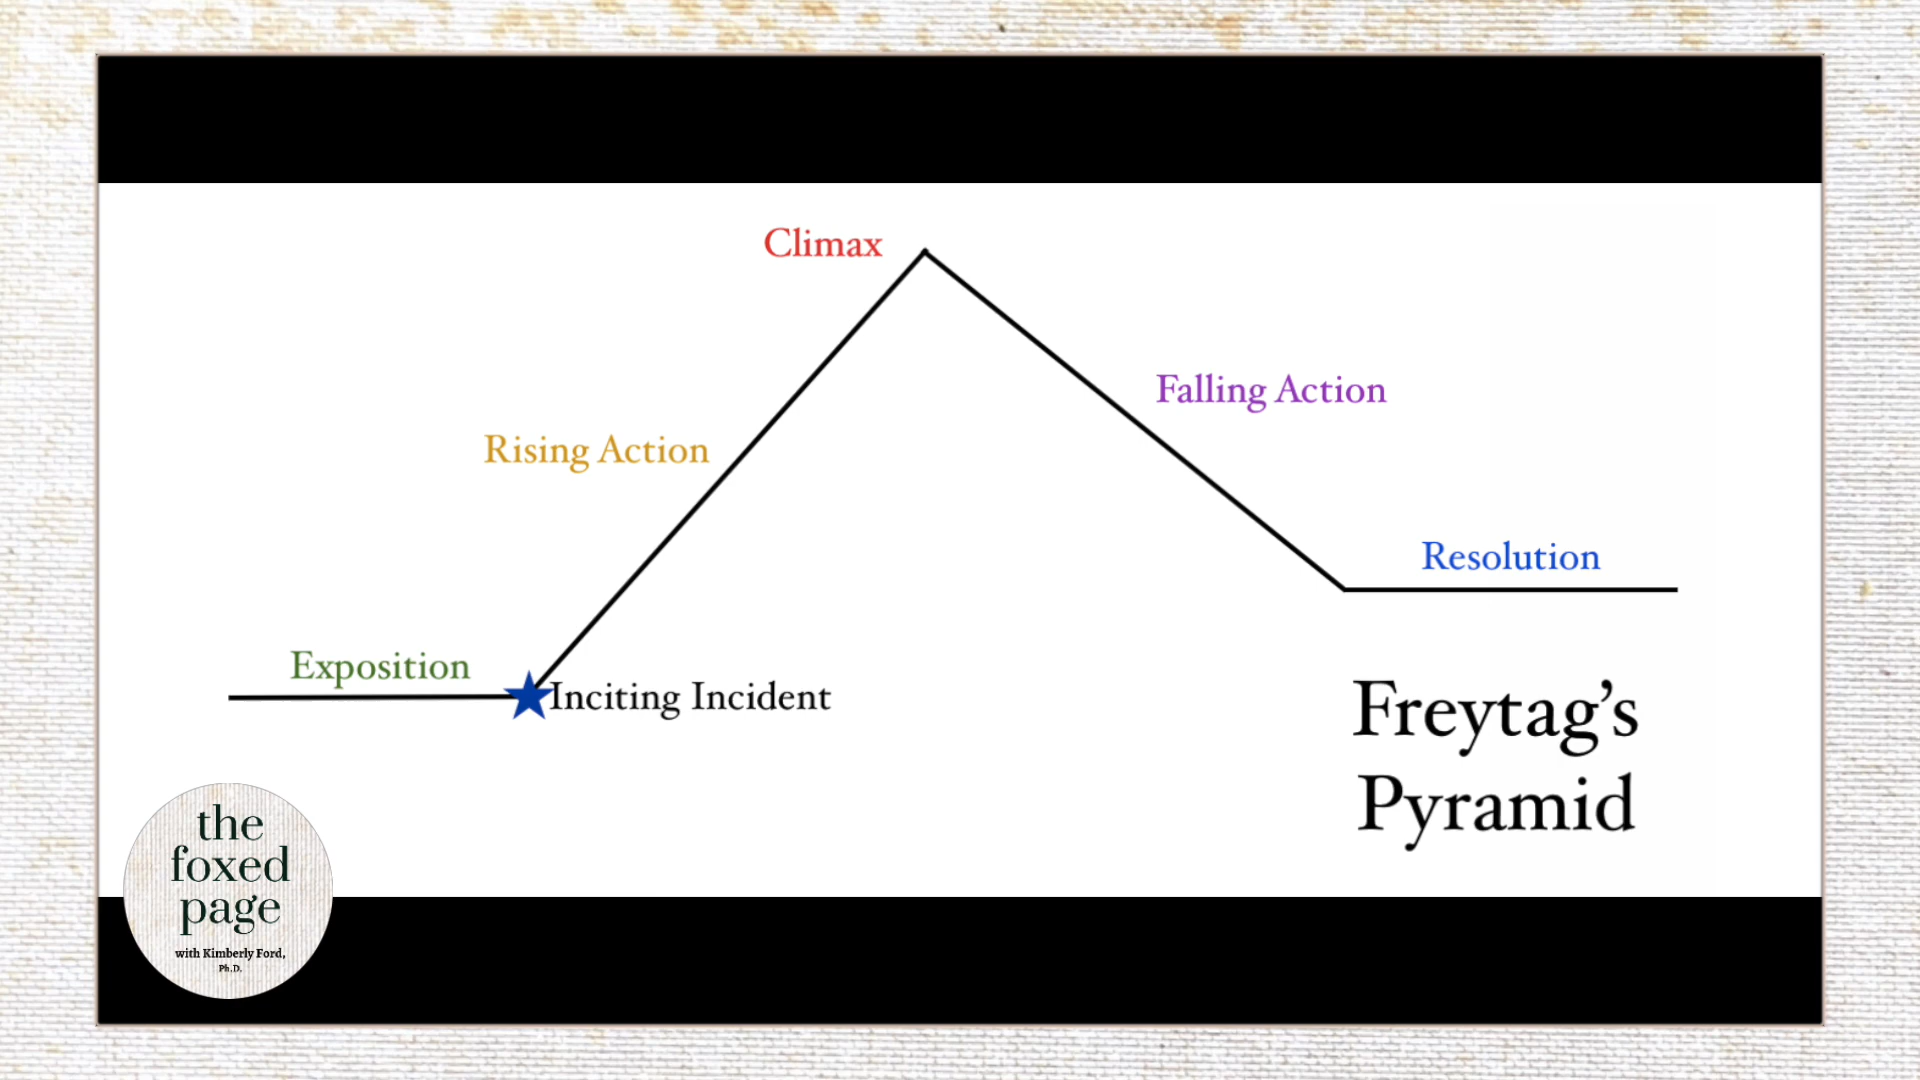 Climax
Falling Action
Rising Action
Resolution
Exposition
Inciting Incident
Freytag’s
Pyramid
the
foxed
page
with Kimberly Ford,
Ph.D.